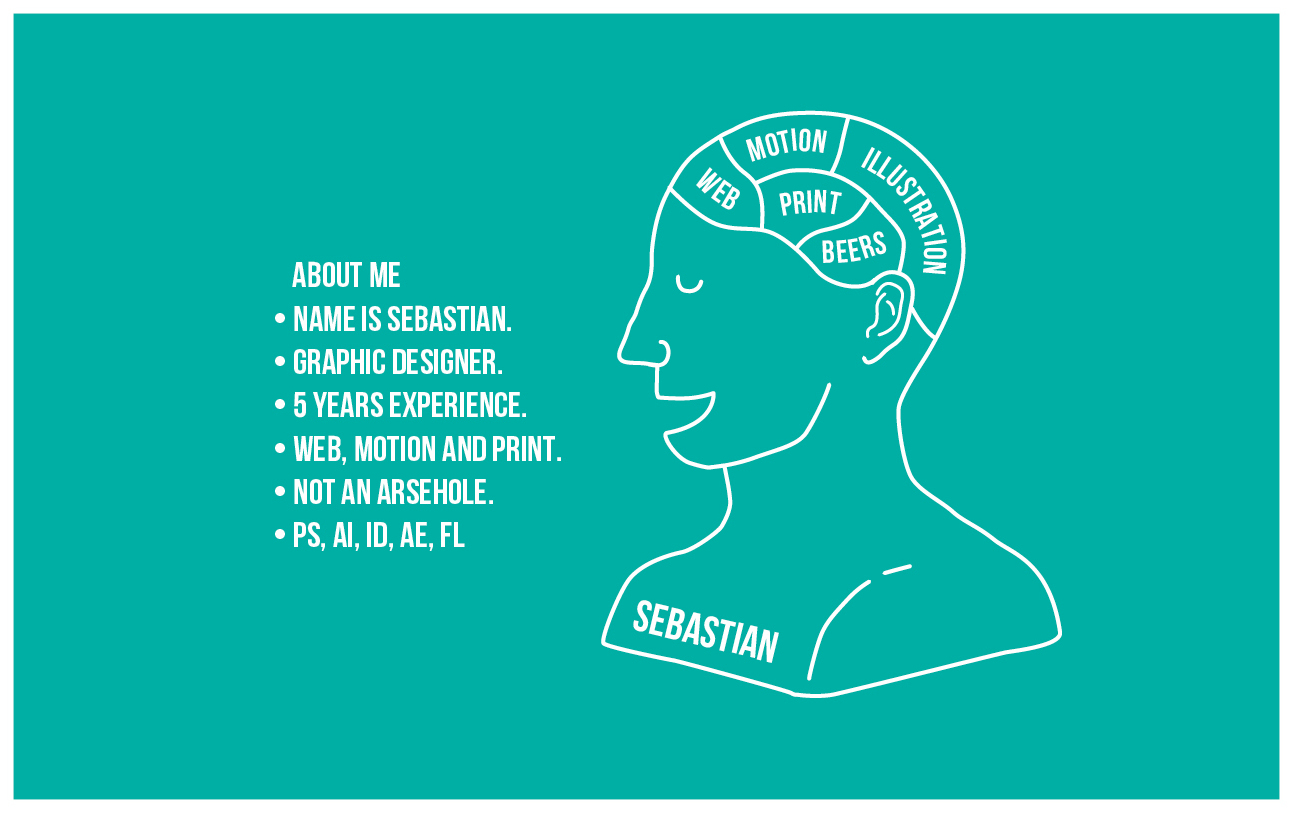 ABOUT ME
• NAME IS SEBASTIAN.
• GRAPHIC DESIGNER.
• 5 YEARS EXPERIENCE.
• WEB, MOTION AND PRINT.
• NOT AN ARSEHOLE.
• PS, AI, ID, AE, FL
WEB
MOTION
ILLUSTRATION
PRINT
BEERS
SEBASTIAN